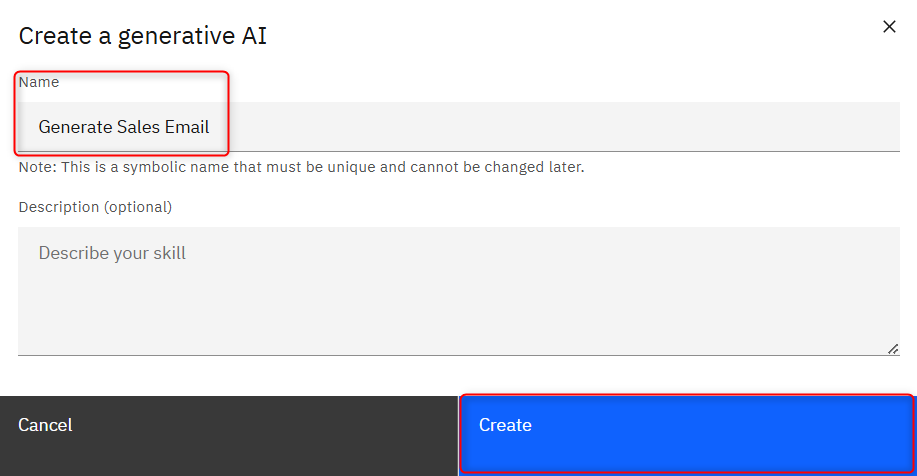 Create a generative AI
Name
Generate Sales Email
Note: This is a symbolic name that must be unique and cannot be changed later.
Description (optional)
Describe your skill
Cancel
Create